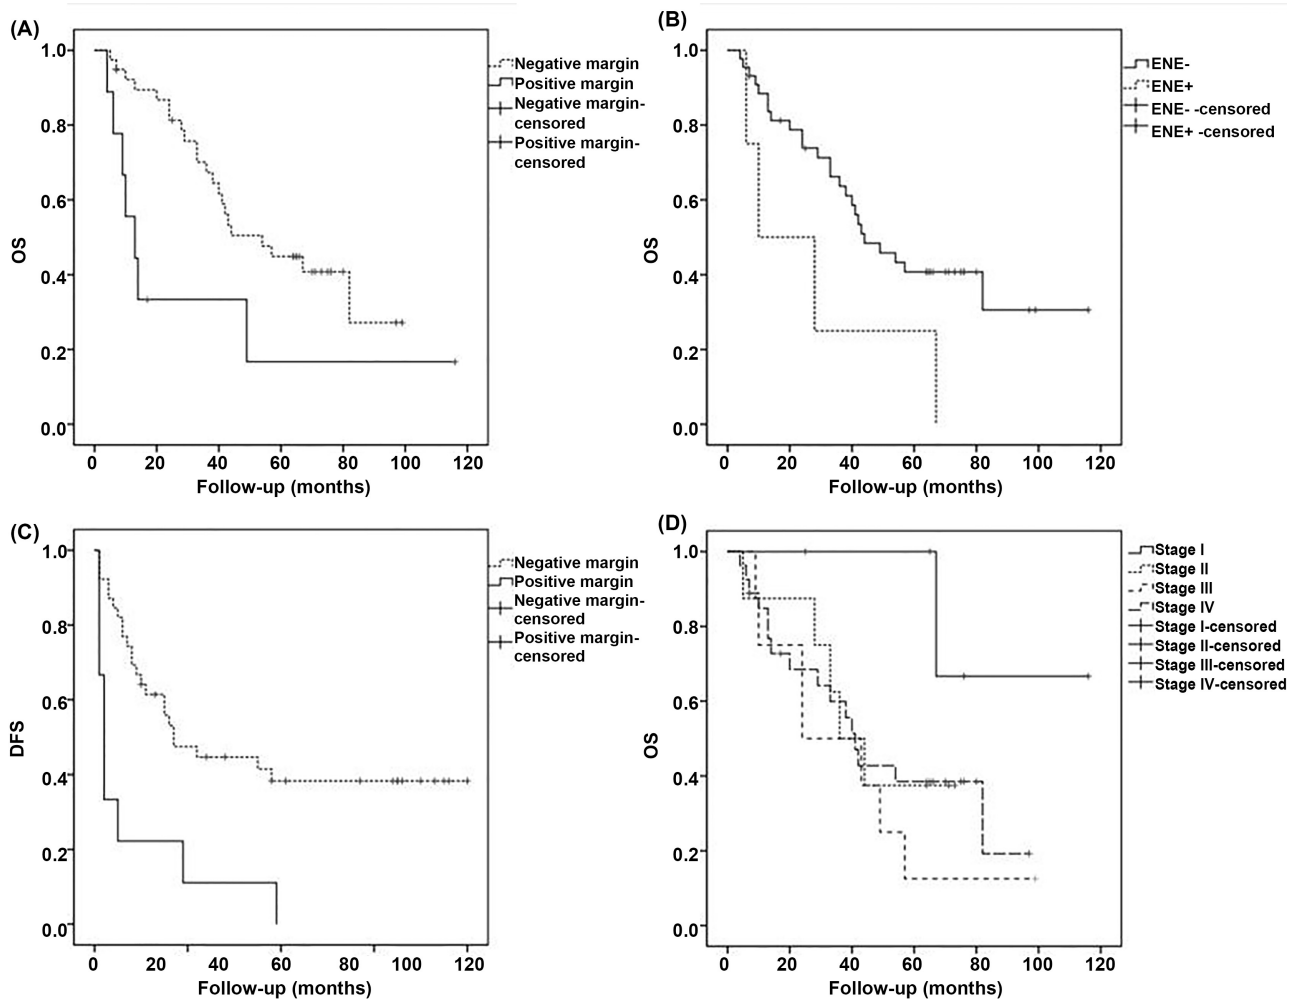 (A)
1.0
0.8
0.6
0.4
0.2
0.0
OS
0 20 40 60 80 100 120
Follow-up (months)
Negative margin
Positive margin
Negative margin-
censored
Positive margin-
censored
(B)
1.0
0.8
0.6
0.4
0.2
0.0
OS
0 20 40 60 80 100 120
Follow-up (months)
ENE-
ENE+
ENE- -censored
ENE+ -censored
(C)
1.0
0.8
0.6
0.4
0.2
0.0
DFS
0 20 40 60 80 100 120
Follow-up (months)
Negative margin
Positive margin
Negative margin-
censored
Positive margin-
censored
(D)
1.0
0.8
0.6
0.4
0.2
0.0
OS
0 20 40 60 80 100 120
Follow-up (months)
Stage I
Stage II
Stage III
Stage IV
Stage I-censored
Stage II-censored
Stage III-censored
Stage IV-censored